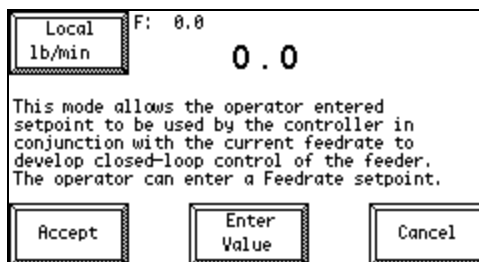 Local
lb/min
F: 0.0
0.0
This mode allows the operator entered
setpoint to be used by the controller in
conjunction with the current feedrate to
develop closed-loop control of the feeder.
The operator can enter a Feedrate setpoint.
Accept
Enter
Value
Cancel